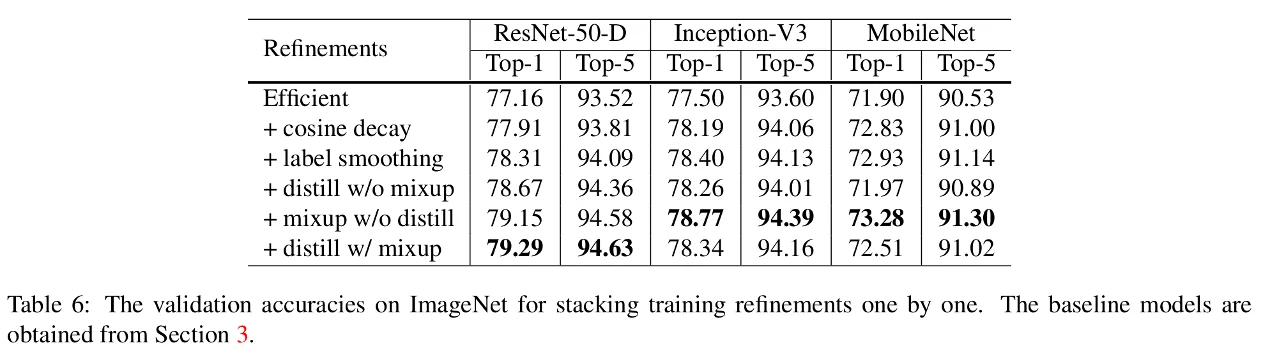 Refinements ResNet-50-D Inception-V3 MobileNet
Top-1 Top-5 Top-1 Top-5 Top-1 Top-5
Efficient 77.16 93.52 77.50 93.60 71.90 90.53
+ cosine decay 77.91 93.81 78.19 94.06 72.83 91.00
+ label smoothing 78.31 94.09 78.40 94.13 72.93 91.14
+ distill w/o mixup 78.67 94.36 78.26 94.01 71.97 90.89
+ mixup w/o distill 79.15 94.58 78.77 94.39 73.28 91.30
+ distill w/ mixup 79.29 94.63 78.34 94.16 72.51 91.02
Table 6: The validation accuracies on ImageNet for stacking training refinements one by one. The baseline models are
obtained from Section 3.